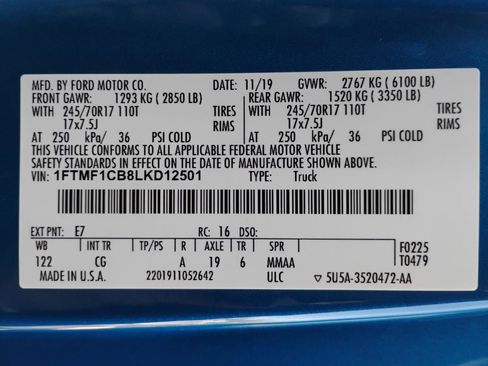 MFD. BY FORD MOTOR CO. DATE: 11/19 GVWR: 2767 KG ( 6100 LB)
FRONT GAWR: 1293 KG ( 2850 LB) REAR GAWR: 1520 KG ( 3350 LB)
WITH 245/70R17 110T TIRES WITH 245/70R17 110T TIRES
17x7.5J RIMS 17x7.5J RIMS
AT 250 kPa/ 36 PSI COLD AT 250 kPa/ 36 PSI COLD
THIS VEHICLE CONFORMS TO ALL APPLICABLE FEDERAL MOTOR VEHICLE
SAFETY STANDARDS IN EFFECT ON THE DATE OF MANUFACTURE SHOWN ABOVE.
VIN: 1FTMF1CB8LKD12501 TYPE: Truck
EXT PNT: E7 RC: 16 DSO:
WB INT TR TP/PS R AXLE TR SPR F0225
122 CG A 19 6 MMAA T0479
MADE IN U.S.A. 2201911052642 ULC ▽ 5U5A-3520472-AA